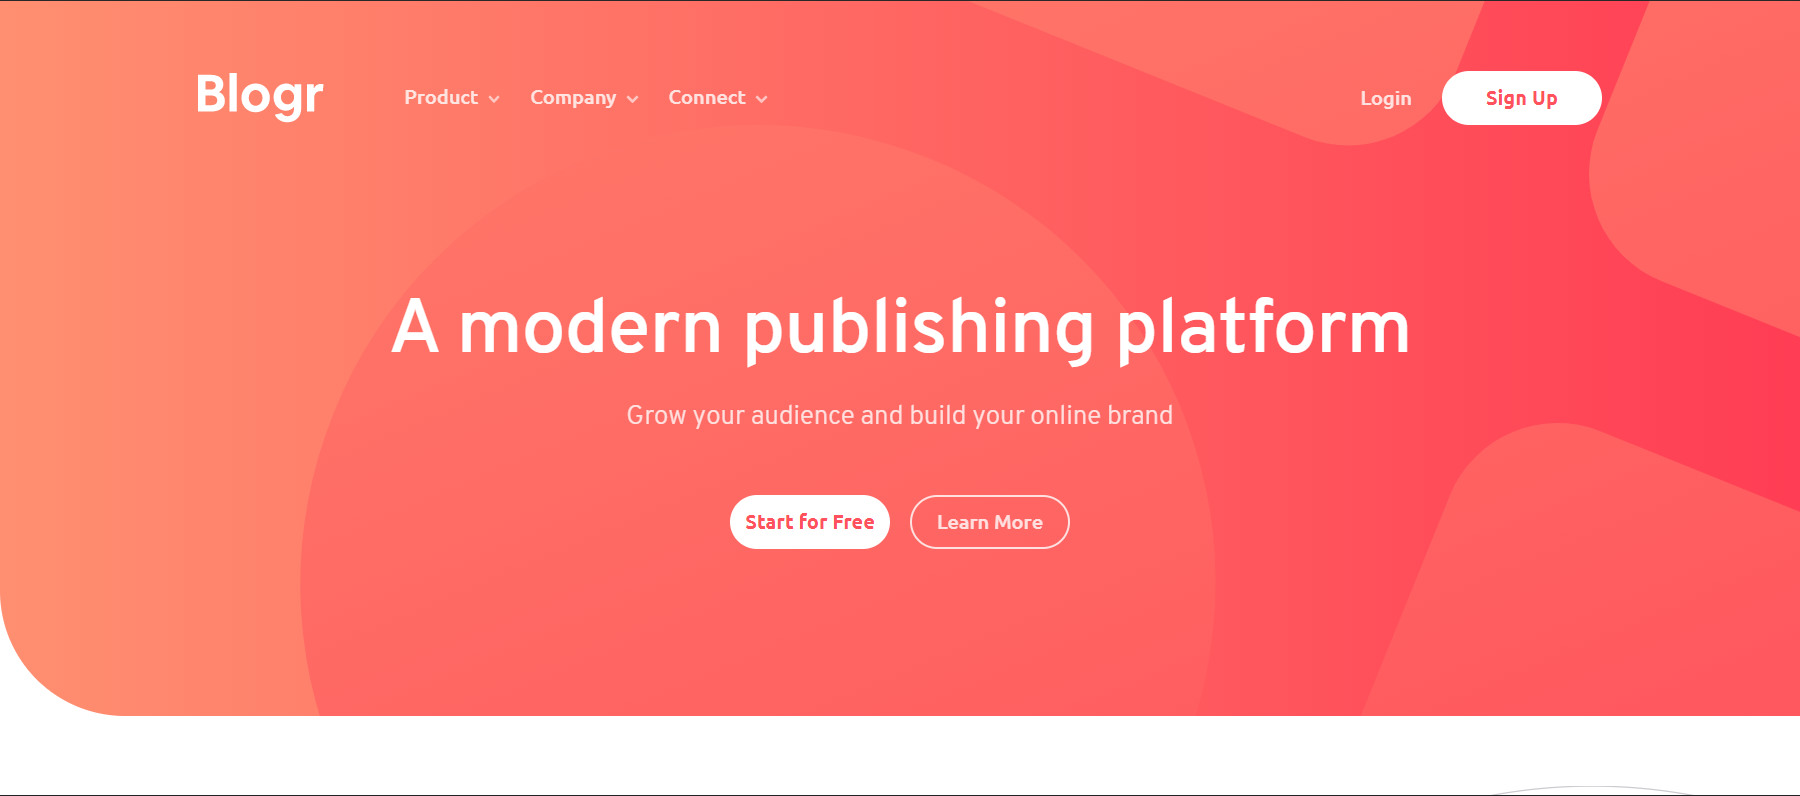 Blogr Product Company Connect Login Sign Up
A modern publishing platform
Grow your audience and build your online brand
Start for Free Learn More